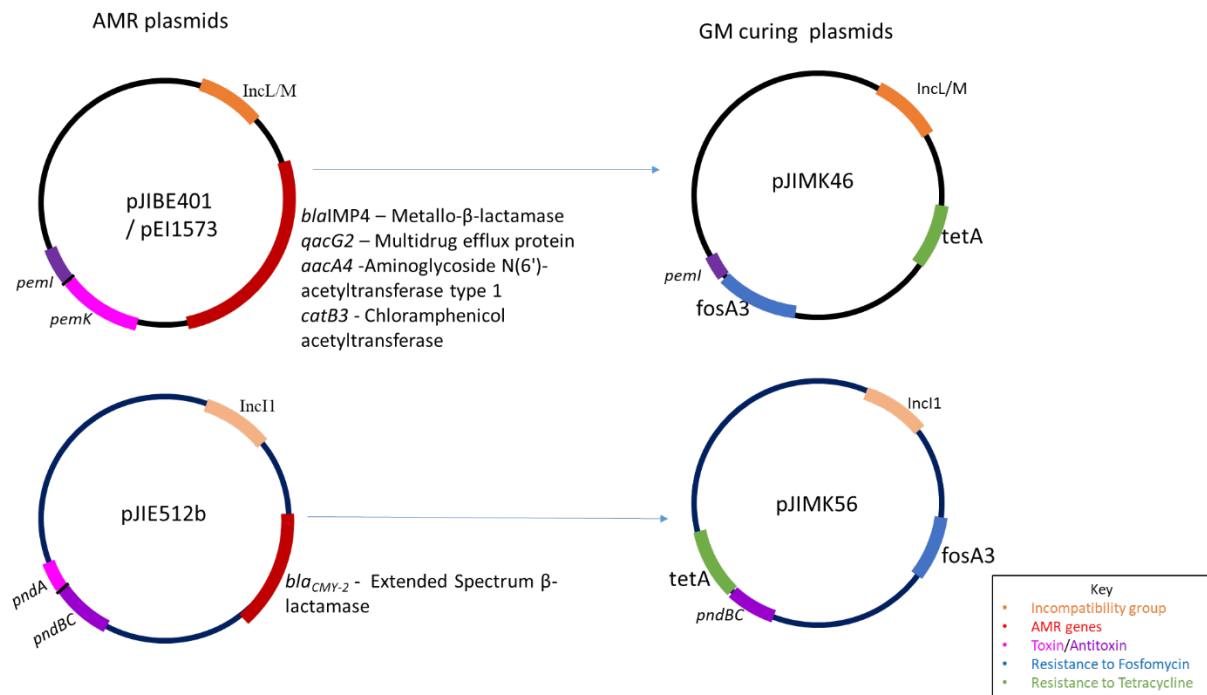 AMR plasmids
GM curing plasmids
IncL/M
pJIBE401
/ pEI1573
pemI
pemK
blaIMP4 – Metallo-β-lactamase
qacG2 – Multidrug efflux protein
aacA4 -Aminoglycoside N(6')-
acetyltransferase type 1
catB3 - Chloramphenicol
acetyltransferase
IncL/M
pJIMK46
tetA
pemI
fosA3
IncI1
pJIE512b
pndA
pndBC
blaCMY-2 - Extended Spectrum β-
lactamase
IncI1
pJIMK56
fosA3
tetA
pndBC
Key
• Incompatibility group
• AMR genes
• Toxin/Antitoxin
• Resistance to Fosfomycin
• Resistance to Tetracycline